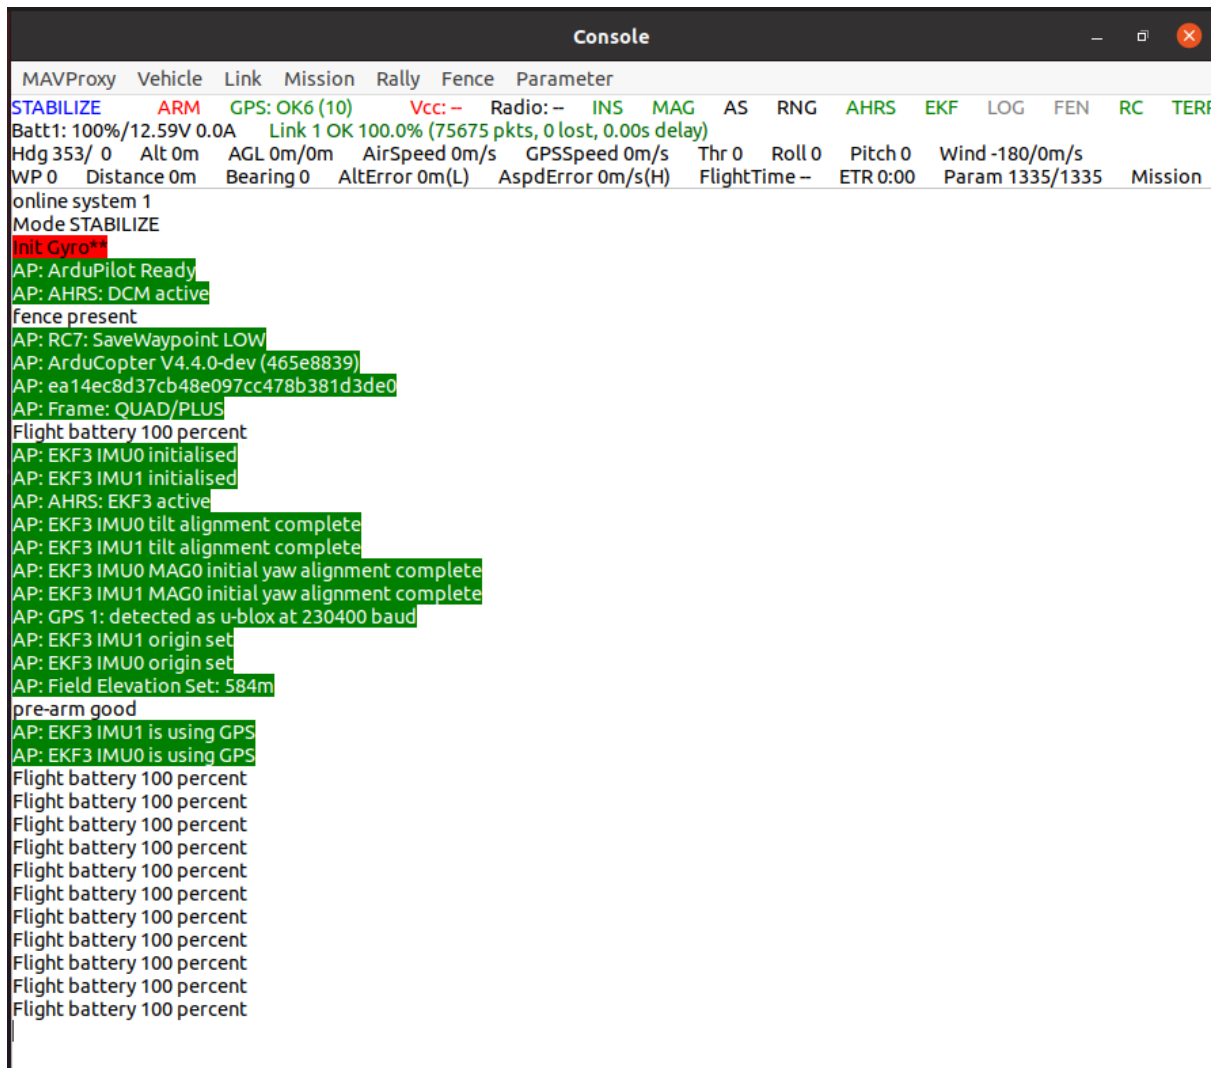 Console
MAVProxy Vehicle Link Mission Rally Fence Parameter
STABILIZE ARM GPS: OK6 (10) Vcc: -- Radio: -- INS MAG AS RNG AHRS EKF LOG FEN RC TERR
Batt1: 100%/12.59V 0.0A Link 1 OK 100.0% (75675 pkts, 0 lost, 0.00s delay)
Hdg 353/ 0 Alt 0m AGL 0m/0m AirSpeed 0m/s GPSSpeed 0m/s Thr 0 Roll 0 Pitch 0 Wind -180/0m/s
WP 0 Distance 0m Bearing 0 AltError 0m(L) AspdError 0m/s(H) FlightTime -- ETR 0:00 Param 1335/1335 Mission
online system 1
Mode STABILIZE
Init Gyro**
AP: ArduPilot Ready
AP: AHRS: DCM active
fence present
AP: RC7: SaveWaypoint LOW
AP: ArduCopter V4.4.0-dev (465e8839)
AP: ea14ec8d37cb48e097cc478b381d3de0
AP: Frame: QUAD/PLUS
Flight battery 100 percent
AP: EKF3 IMU0 initialised
AP: EKF3 IMU1 initialised
AP: AHRS: EKF3 active
AP: EKF3 IMU0 tilt alignment complete
AP: EKF3 IMU1 tilt alignment complete
AP: EKF3 IMU0 MAG0 initial yaw alignment complete
AP: EKF3 IMU1 MAG0 initial yaw alignment complete
AP: GPS 1: detected as u-blox at 230400 baud
AP: EKF3 IMU1 origin set
AP: EKF3 IMU0 origin set
AP: Field Elevation Set: 584m
pre-arm good
AP: EKF3 IMU1 is using GPS
AP: EKF3 IMU0 is using GPS
Flight battery 100 percent
Flight battery 100 percent
Flight battery 100 percent
Flight battery 100 percent
Flight battery 100 percent
Flight battery 100 percent
Flight battery 100 percent
Flight battery 100 percent
Flight battery 100 percent
Flight battery 100 percent
Flight battery 100 percent